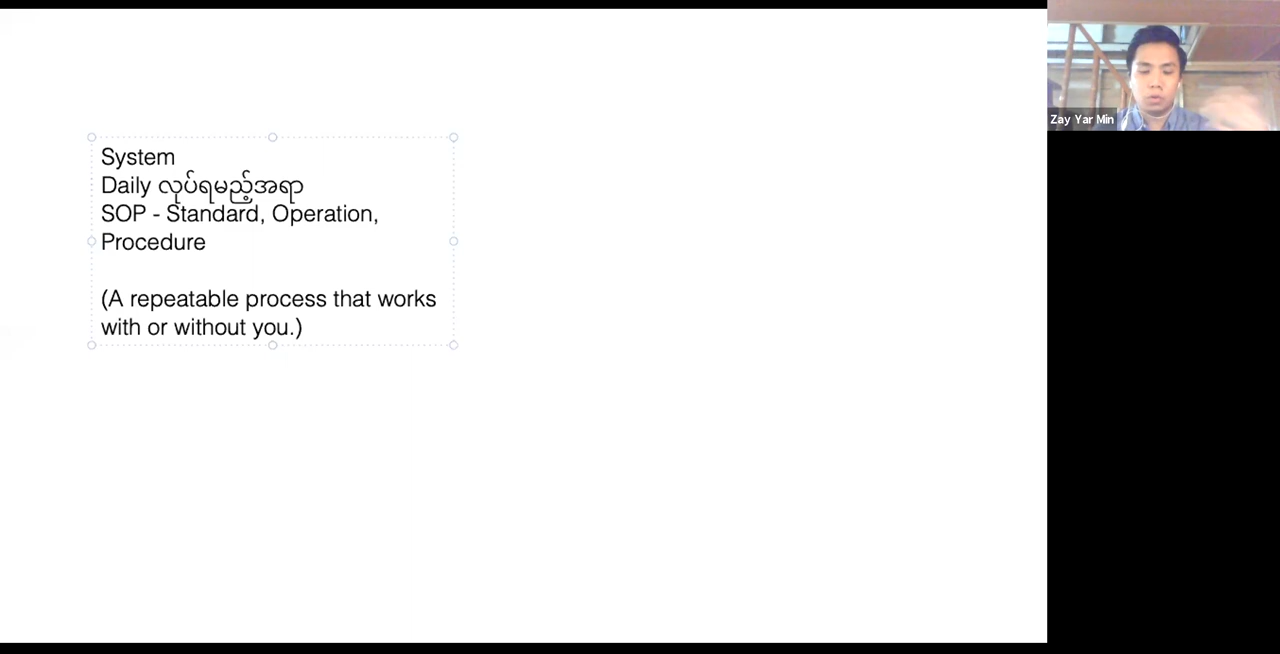 System
Daily လုပ်ရမည့်အရာ
SOP - Standard, Operation,
Procedure
(A repeatable process that works
with or without you.)
Zay Yar Min